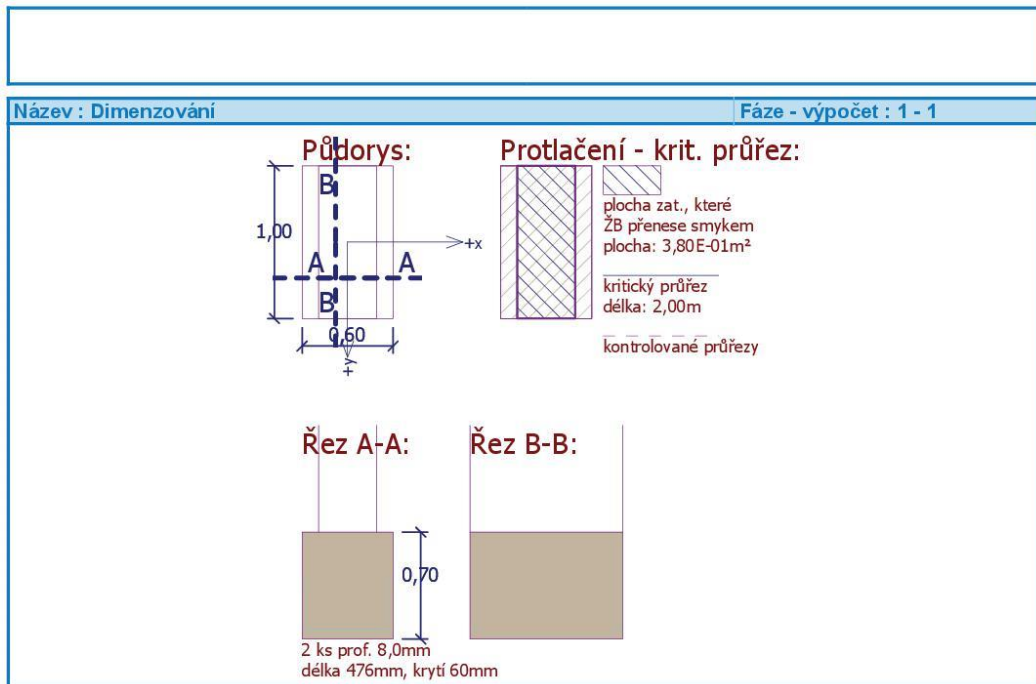 Název : Dimenzování
Fáze - výpočet : 1 - 1
Půdorys:
B
1,00
+x
A A
B
0,60
+y
Protlačení - krit. průřez:
plocha zat., které
ŽB přenese smykem
plocha: 3,80E-01m²
kritický průřez
délka: 2,00m
kontrolované průřezy
Řez A-A:
0,70
2 ks prof. 8,0mm
délka 476mm, krytí 60mm
Řez B-B: